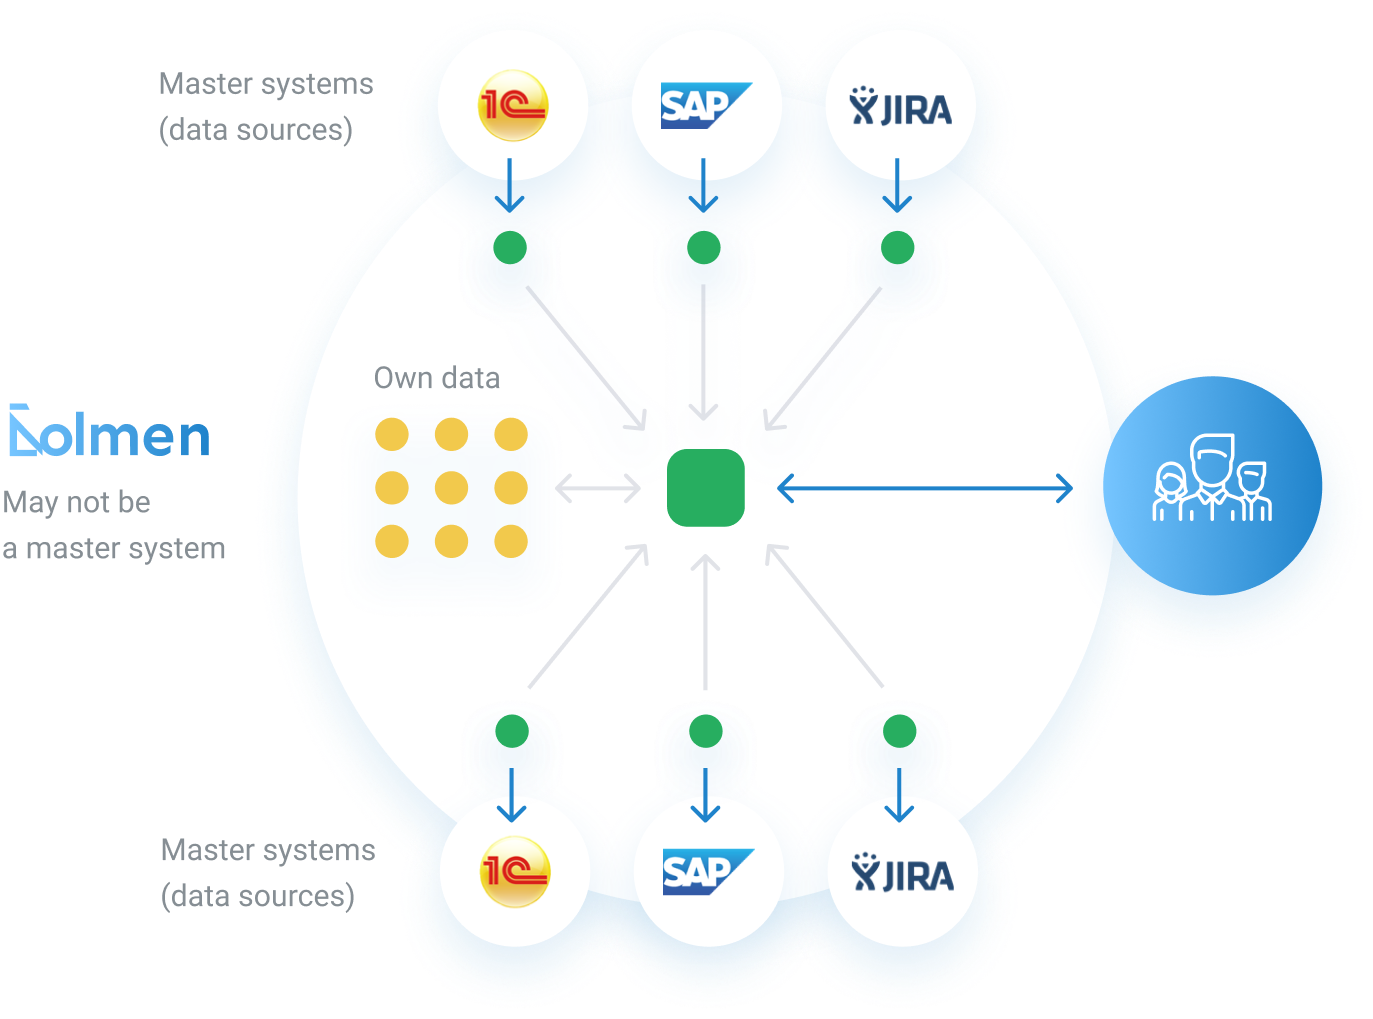 Master systems
(data sources)
1C
SAP
JIRA
Own data
Dolmen
May not be
a master system
Master systems
(data sources)
1C
SAP
JIRA